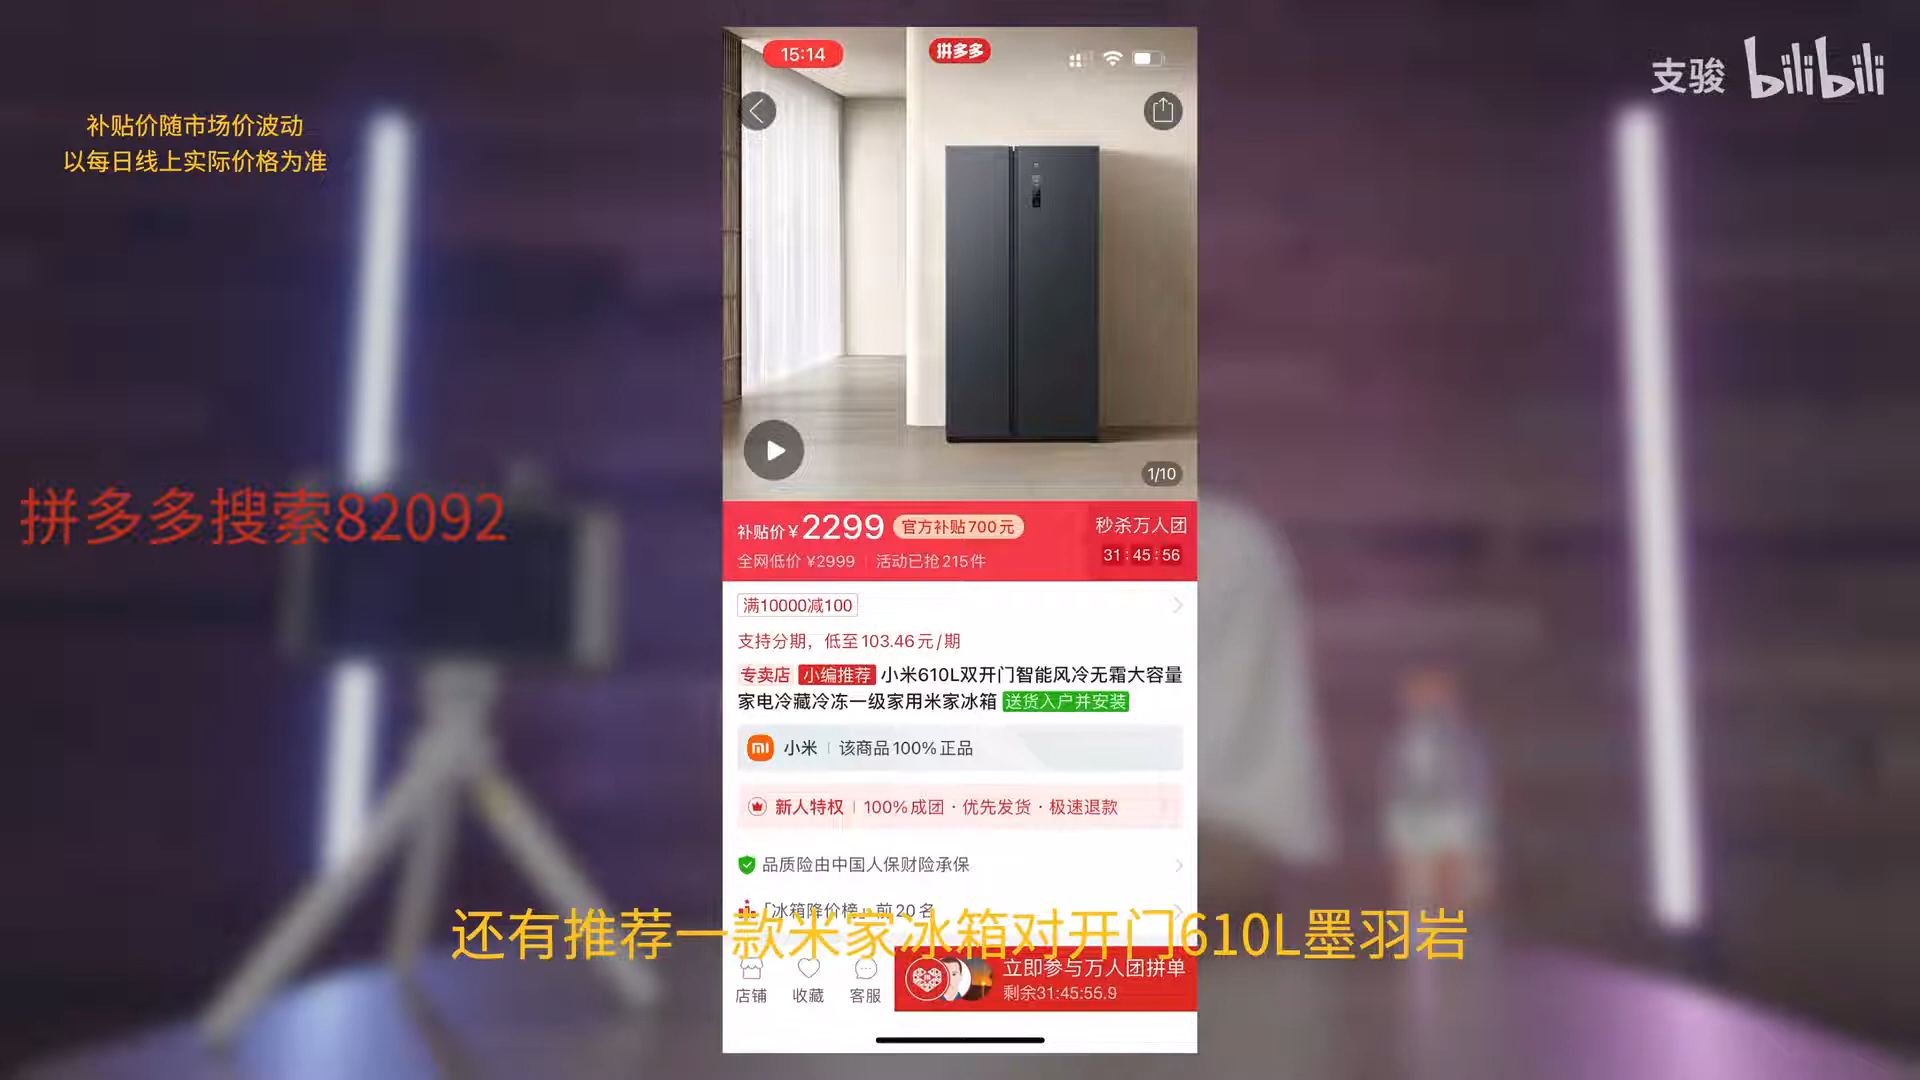 支骏 bilibili
补贴价随市场价波动
以每日线上实际价格为准
拼多多搜索82092
15:14
拼多多
1/10
补贴价¥2299 官方补贴700元
全网低价 ¥2999 | 活动已抢215件
秒杀万人团
31:45:56
满10000减100
支持分期，低至103.46元/期
专卖店 小编推荐 小米610L双开门智能风冷无霜大容量
家电冷藏冷冻一级家用米家冰箱 送货入户并安装
mi 小米 | 该商品100%正品
新人特权 | 100%成团·优先发货·极速退款
品质险由中国人保财险承保
「冰箱降价榜」前20名
还有推荐一款米家冰箱对开门610L墨羽岩
店铺
收藏
客服
立即参与万人团拼单
剩余31:45:55.9